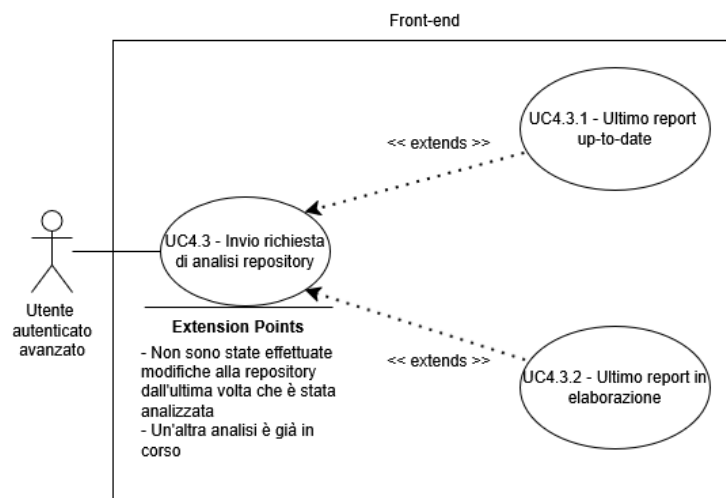 Front-end
UC4.3.1 - Ultimo report
up-to-date
<< extends >>
UC4.3 - Invio richiesta
di analisi repository
Utente
autenticato
avanzato
Extension Points
- Non sono state effettuate
modifiche alla repository
dall'ultima volta che è stata
analizzata
- Un'altra analisi è già in
corso
<< extends >>
UC4.3.2 - Ultimo report in
elaborazione